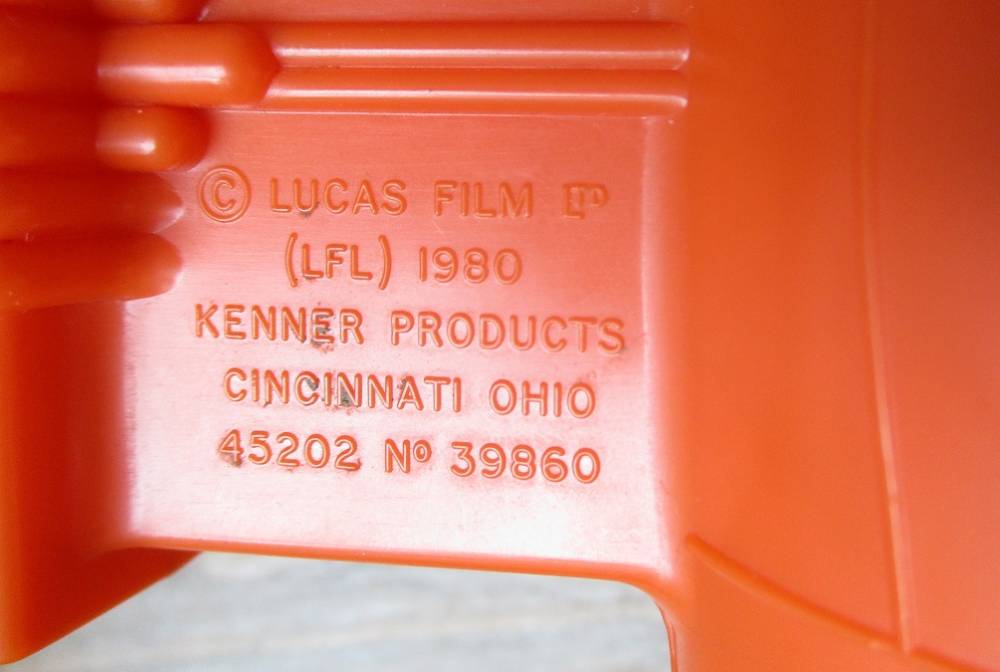 © LUCAS FILM LTD
(LFL) 1980
KENNER PRODUCTS
CINCINNATI OHIO
45202 Nº 39860